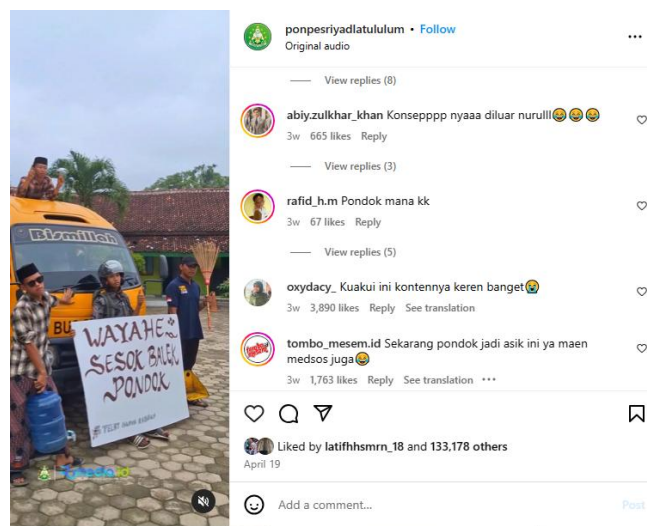 ponpesriyadlatululum • Follow
Original audio
View replies (8)
abiy.zulkhar_khan Konsepppp nyaaa diluar nurulll😂😂😂
3w 665 likes Reply
View replies (3)
rafid_h.m Pondok mana kk
3w 67 likes Reply
View replies (5)
oxydacy_ Kuakui ini kontennya keren banget😭
3w 3,890 likes Reply See translation
tombo_mesem.id Sekarang pondok jadi asik ini ya maen
medsos juga😂
3w 1,763 likes Reply See translation
Liked by latifhhsmrn_18 and 133,178 others
April 19
Add a comment...
Post
Bismillah
WAYAHE
SESOK BALEK
PONDOK